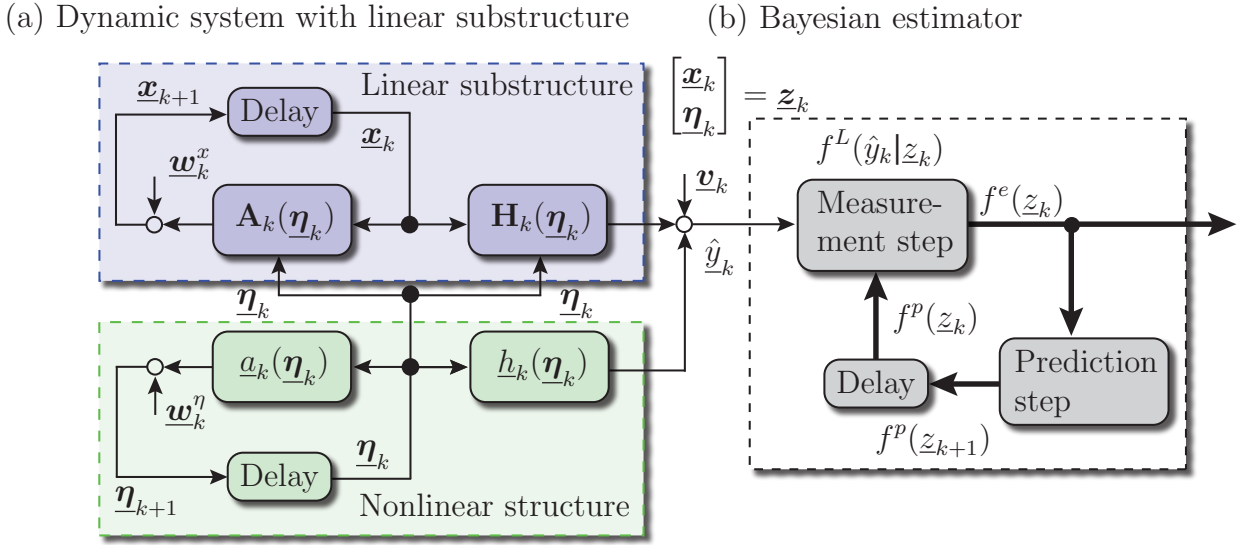 (a) Dynamic system with linear substructure
(b) Bayesian estimator
Linear substructure
x_{k+1}
Delay
x_k
w_k^x
A_k(η_k)
H_k(η_k)
η_k
η_k
v_k
ŷ_k
a_k(η_k)
h_k(η_k)
w_k^η
η_k
Delay
η_{k+1}
Nonlinear structure
[x_k
η_k] = z_k
f^L(ŷ_k|z_k)
Measure-
ment step
f^e(z_k)
f^p(z_k)
Delay
Prediction
step
f^p(z_{k+1})